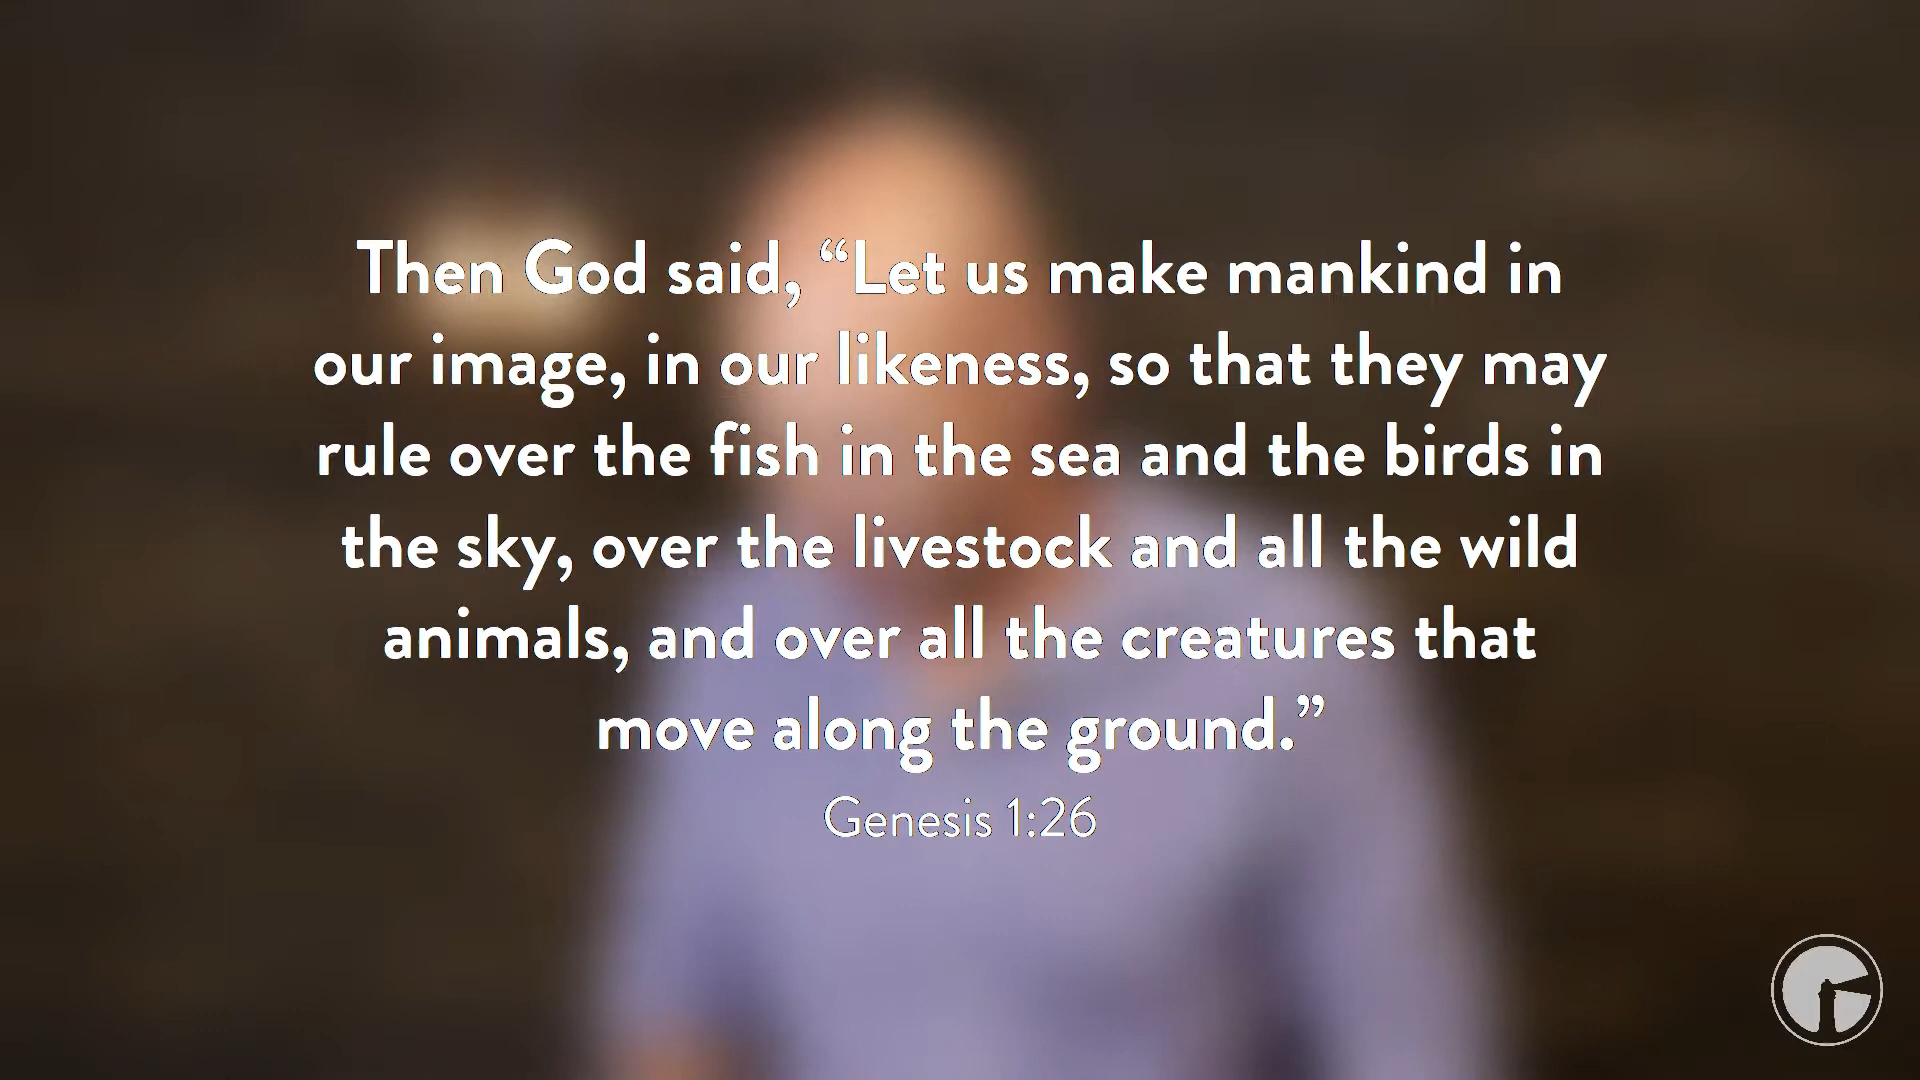 Then God said, “Let us make mankind in
our image, in our likeness, so that they may
rule over the fish in the sea and the birds in
the sky, over the livestock and all the wild
animals, and over all the creatures that
move along the ground.”
Genesis 1:26